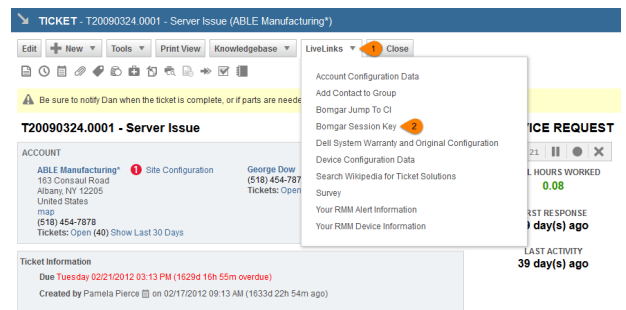 TICKET - T20090324.0001 - Server Issue (ABLE Manufacturing*)
Edit New Tools Print View Knowledgebase LiveLinks 1 Close
Account Configuration Data
Add Contact to Group
Bomgar Jump To CI
Bomgar Session Key 2
Dell System Warranty and Original Configuration
Device Configuration Data
Search Wikipedia for Ticket Solutions
Survey
Your RMM Alert Information
Your RMM Device Information
Be sure to notify Dan when the ticket is complete, or if parts are neede
T20090324.0001 - Server Issue
ACCOUNT
ABLE Manufacturing* 1 Site Configuration
163 Consaul Road
Albany, NY 12205
United States
map
(518) 454-7878
Tickets: Open (40) Show Last 30 Days
George Dow
(518) 454-787
Tickets: Open
Ticket Information
Due Tuesday 02/21/2012 03:13 PM (1629d 16h 55m overdue)
Created by Pamela Pierce on 02/17/2012 09:13 AM (1633d 22h 54m ago)
ICE REQUEST
21
HOURS WORKED
0.08
RST RESPONSE
day(s) ago
LAST ACTIVITY
39 day(s) ago